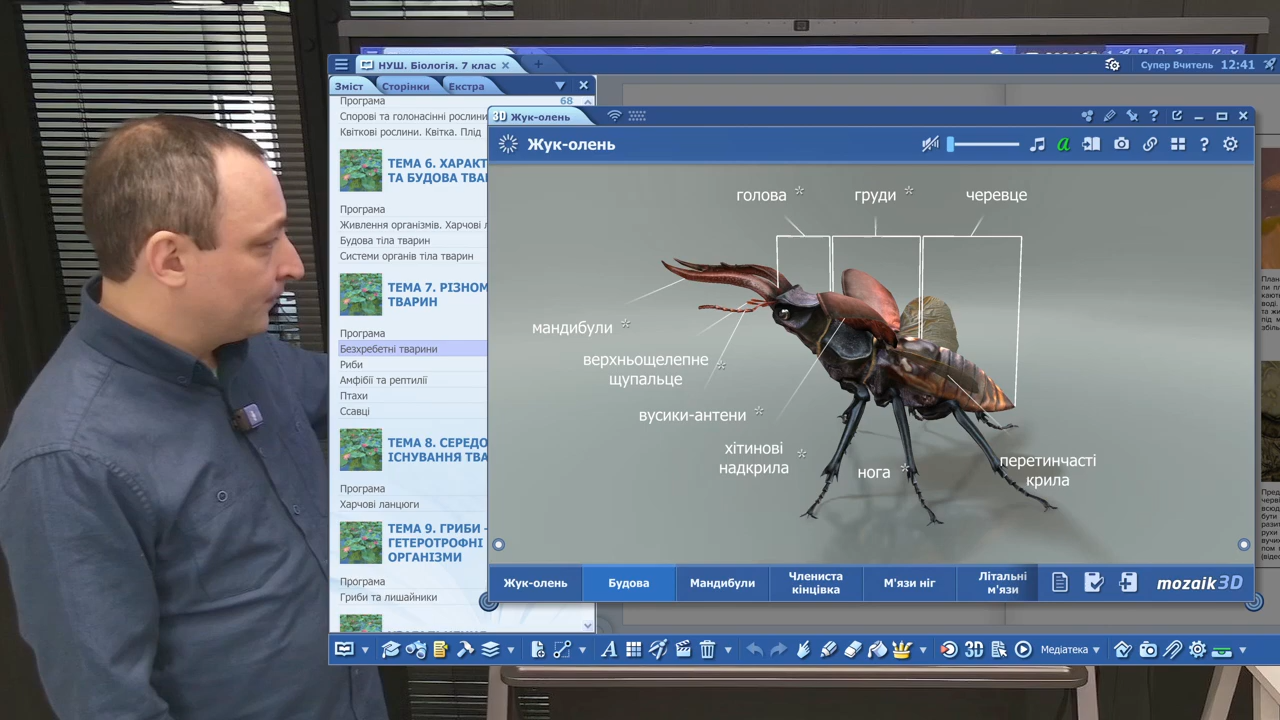 НУШ. Біологія. 7 клас
Супер Вчитель 12:41
Зміст Сторінки Екстра
Програма 68
Спорові та голонасінні рослини
Квіткові рослини. Квітка. Плід
ТЕМА 6. ХАРАКТ
ТА БУДОВА ТВА
Програма
Живлення організмів. Харчові
Будова тіла тварин
Системи органів тіла тварин
ТЕМА 7. РІЗНОМ
ТВАРИН
Програма
Безхребетні тварини
Риби
Амфібії та рептилії
Птахи
Ссавці
ТЕМА 8. СЕРЕДО
ІСНУВАННЯ ТВА
Програма
Харчові ланцюги
ТЕМА 9. ГРИБИ -
ГЕТЕРОТРОФНІ
ОРГАНІЗМИ
Програма
Гриби та лишайники
3D Жук-олень
Жук-олень
голова
груди
черевце
мандибули
верхньощелепне
щупальце
вусики-антени
хітинові
надкрила
нога
перетинчасті
крила
Жук-олень
Будова
Мандибули
Члениста
кінцівка
М'язи ніг
Літальні
м'язи
mozaik3D
3D
Медіатека